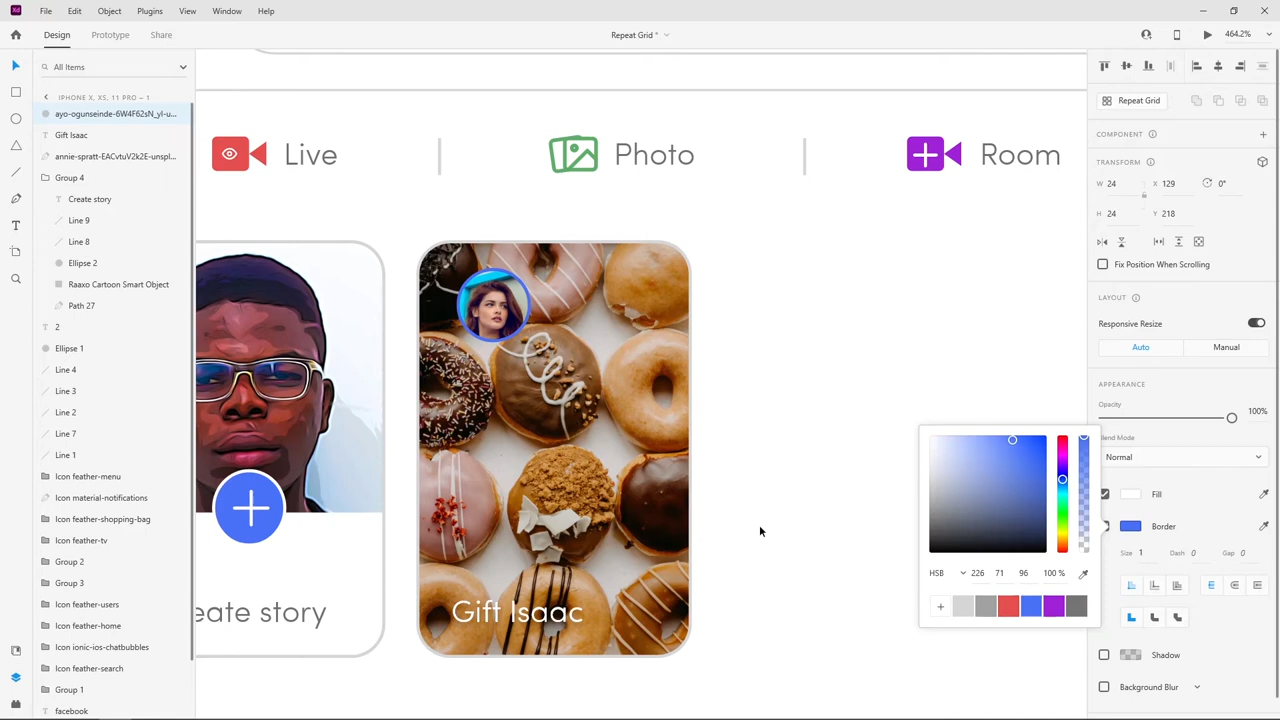 Xd File Edit Object Plugins View Window Help
Design Prototype Share Repeat Grid * 464.2%
All Items
IPHONE X, XS, 11 PRO – 1
ayo-ogunseinde-6W4F62sN_yI-u...
Gift Isaac
annie-spratt-EACvtuV2k2E-unspl...
Group 4
Create story
Line 9
Line 8
Ellipse 2
Raaxo Cartoon Smart Object
Path 27
2
Ellipse 1
Line 4
Line 3
Line 2
Line 7
Line 1
Icon feather-menu
Icon material-notifications
Icon feather-shopping-bag
Icon feather-tv
Group 2
Group 3
Icon feather-users
Icon feather-home
Icon ionic-ios-chatbubbles
Icon feather-search
Group 1
facebook
Live Photo Room
eate story
Gift Isaac
HSB 226 71 96 100 %
Repeat Grid
COMPONENT
TRANSFORM
W 24 X 129 0°
H 24 Y 218
Fix Position When Scrolling
LAYOUT
Responsive Resize
Auto Manual
APPEARANCE
Opacity
100%
Blend Mode
Normal
Fill
Border
Size 1 Dash 0 Gap 0
Shadow
Background Blur